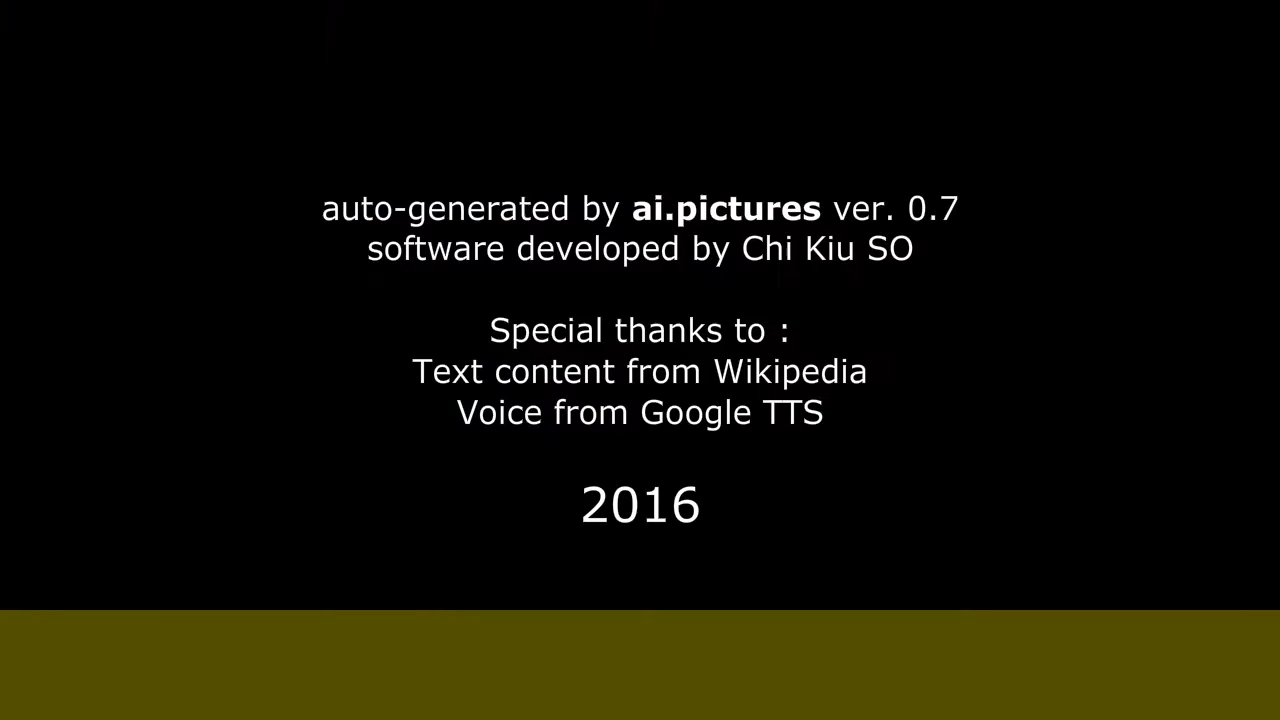 auto-generated by ai.pictures ver. 0.7
software developed by Chi Kiu SO
Special thanks to :
Text content from Wikipedia
Voice from Google TTS
2016